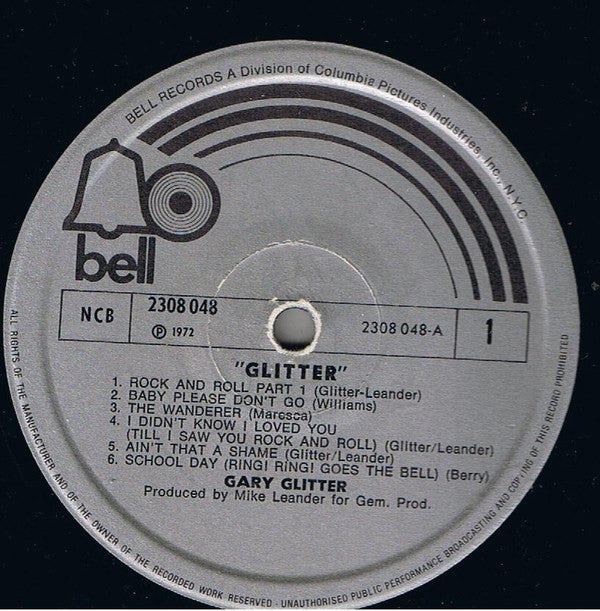 BELL RECORDS A Division of Columbia Pictures Industries, Inc., N.Y.C.
bell
NCB
2308 048
Ⓟ 1972
2308 048-A
1
"GLITTER"
1. ROCK AND ROLL PART 1 (Glitter-Leander)
2. BABY PLEASE DON'T GO (Williams)
3. THE WANDERER (Maresca)
4. I DIDN'T KNOW I LOVED YOU
(TILL I SAW YOU ROCK AND ROLL) (Glitter/Leander)
5. AIN'T THAT A SHAME (Glitter/Leander)
6. SCHOOL DAY (RING! RING! GOES THE BELL) (Berry)
GARY GLITTER
Produced by Mike Leander for Gem. Prod.
ALL RIGHTS OF THE MANUFACTURER AND OF THE OWNER OF THE RECORDED WORK RESERVED - UNAUTHORISED PUBLIC PERFORMANCE BROADCASTING AND COPYING OF THIS RECORD PROHIBITED